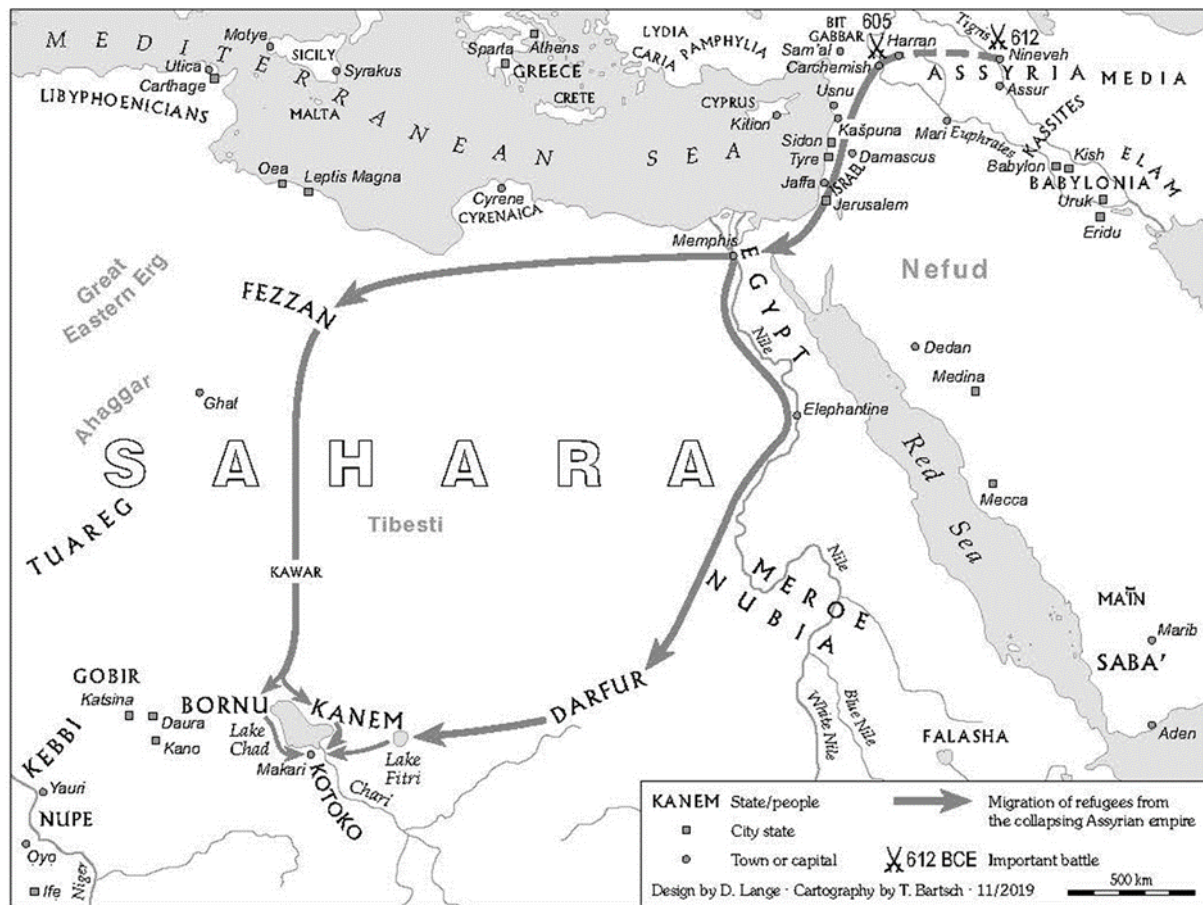 MEDITERRANEAN SEA
Motye
SICILY
Utica
Carthage
Syrakus
LIBYPHOENICIANS
MALTA
Sparta
Athens
GREECE
CRETE
LYDIA
CARIA
PAMPHYLIA
BIT
GABBAR
605
Sam'al
Harran
Carchemish
Tigris
612
Nineveh
ASSYRIA
MEDIA
Assur
Usnu
CYPRUS
Kition
Kašpuna
Sidon
Tyre
Damascus
Mari
Euphrates
KASSITES
ELAM
Babylon
Kish
BABYLONIA
Uruk
Eridu
Jaffa
ISRAEL
Jerusalem
Oea
Leptis Magna
Cyrene
CYRENAICA
Memphis
EGYPT
Nile
Nefud
Great
Eastern Erg
FEZZAN
Dedan
Medina
Ahaggar
Ghat
Elephantine
SAHARA
Red Sea
Mecca
TUAREG
Tibesti
KAWAR
Nile
MEROE
NUBIA
MA'ĪN
Marib
SABA'
GOBIR
Katsina
BORNU
KANEM
DARFUR
Daura
Kano
Lake
Chad
Lake
Fitri
White Nile
Blue Nile
Aden
KEBBI
Makari
KOTOKO
Chari
FALASHA
Yauri
NUPE
Oyo
Niger
Ife
KANEM State/people
Migration of refugees from
the collapsing Assyrian empire
City state
Town or capital
612 BCE Important battle
Design by D. Lange · Cartography by T. Bartsch · 11/2019
500 km